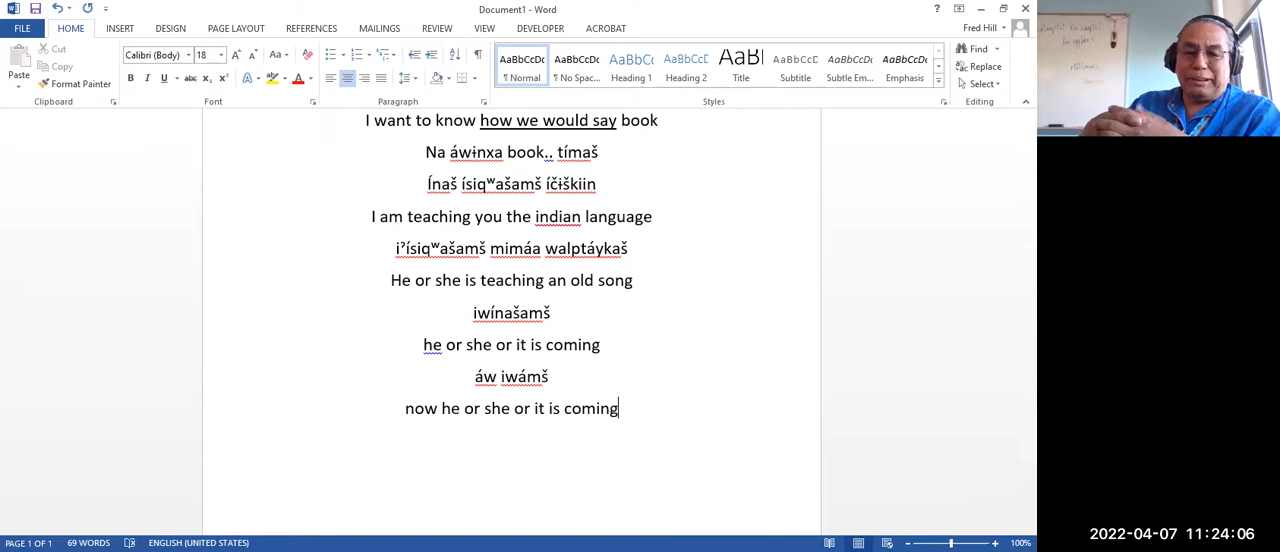 Document1 - Word
FILE HOME INSERT DESIGN PAGE LAYOUT REFERENCES MAILINGS REVIEW VIEW DEVELOPER ACROBAT Fred Hill
Paste Cut Copy Format Painter
Calibri (Body) 18
AaBbCcDc AaBbCcDc AaBbCc AaBbCcC AaBl AaBbCcD AaBbCcDc AaBbCcDc
¶ Normal ¶ No Spac... Heading 1 Heading 2 Title Subtitle Subtle Em... Emphasis
Find Replace Select
Clipboard Font Paragraph Styles Editing
I want to know how we would say book
Na áwɨnxa book.. tímaš
Ínaš ísiqʷašamš íčɨškiin
I am teaching you the indian language
iˀísiqʷašamš mimáa walptáykaš
He or she is teaching an old song
iwínašamš
he or she or it is coming
áw iwámš
now he or she or it is coming
PAGE 1 OF 1 69 WORDS ENGLISH (UNITED STATES) 100%
2022-04-07 11:24:06